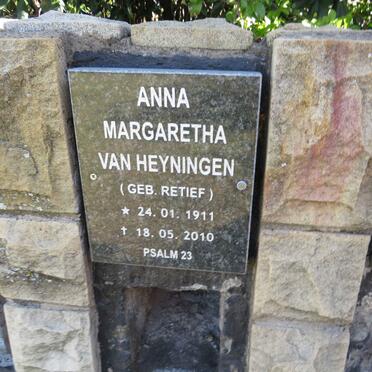 ANNA
MARGARETHA
VAN HEYNINGEN
( GEB. RETIEF )
★ 24. 01. 1911
✝ 18. 05. 2010
PSALM 23